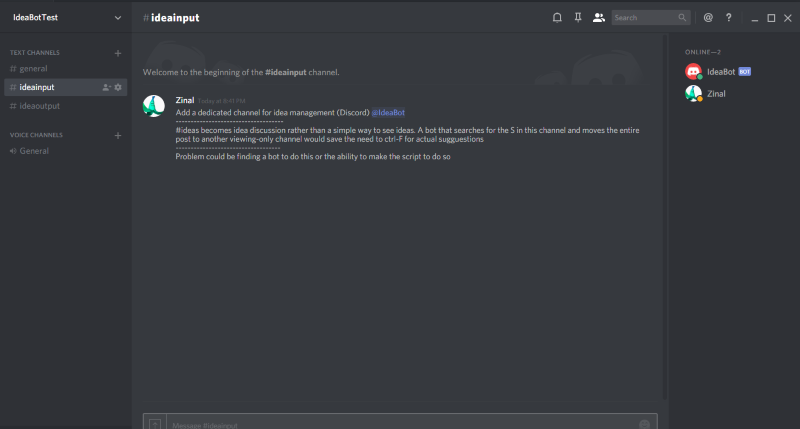 IdeaBotTest
# ideainput
Search
TEXT CHANNELS
# general
# ideainput
# ideaoutput
VOICE CHANNELS
General
Welcome to the beginning of the #ideainput channel.
Zinal Today at 6:41 PM
Add a dedicated channel for idea management (Discord) @IdeaBot
------------------------------------
#ideas becomes idea discussion rather than a simple way to see ideas. A bot that searches for the S in this channel and moves the entire
post to another viewing-only channel would save the need to ctrl-F for actual sugguestions
-----------------------------------
Problem could be finding a bot to do this or the ability to make the script to do so
Message #ideainput
ONLINE—2
IdeaBot BOT
Zinal